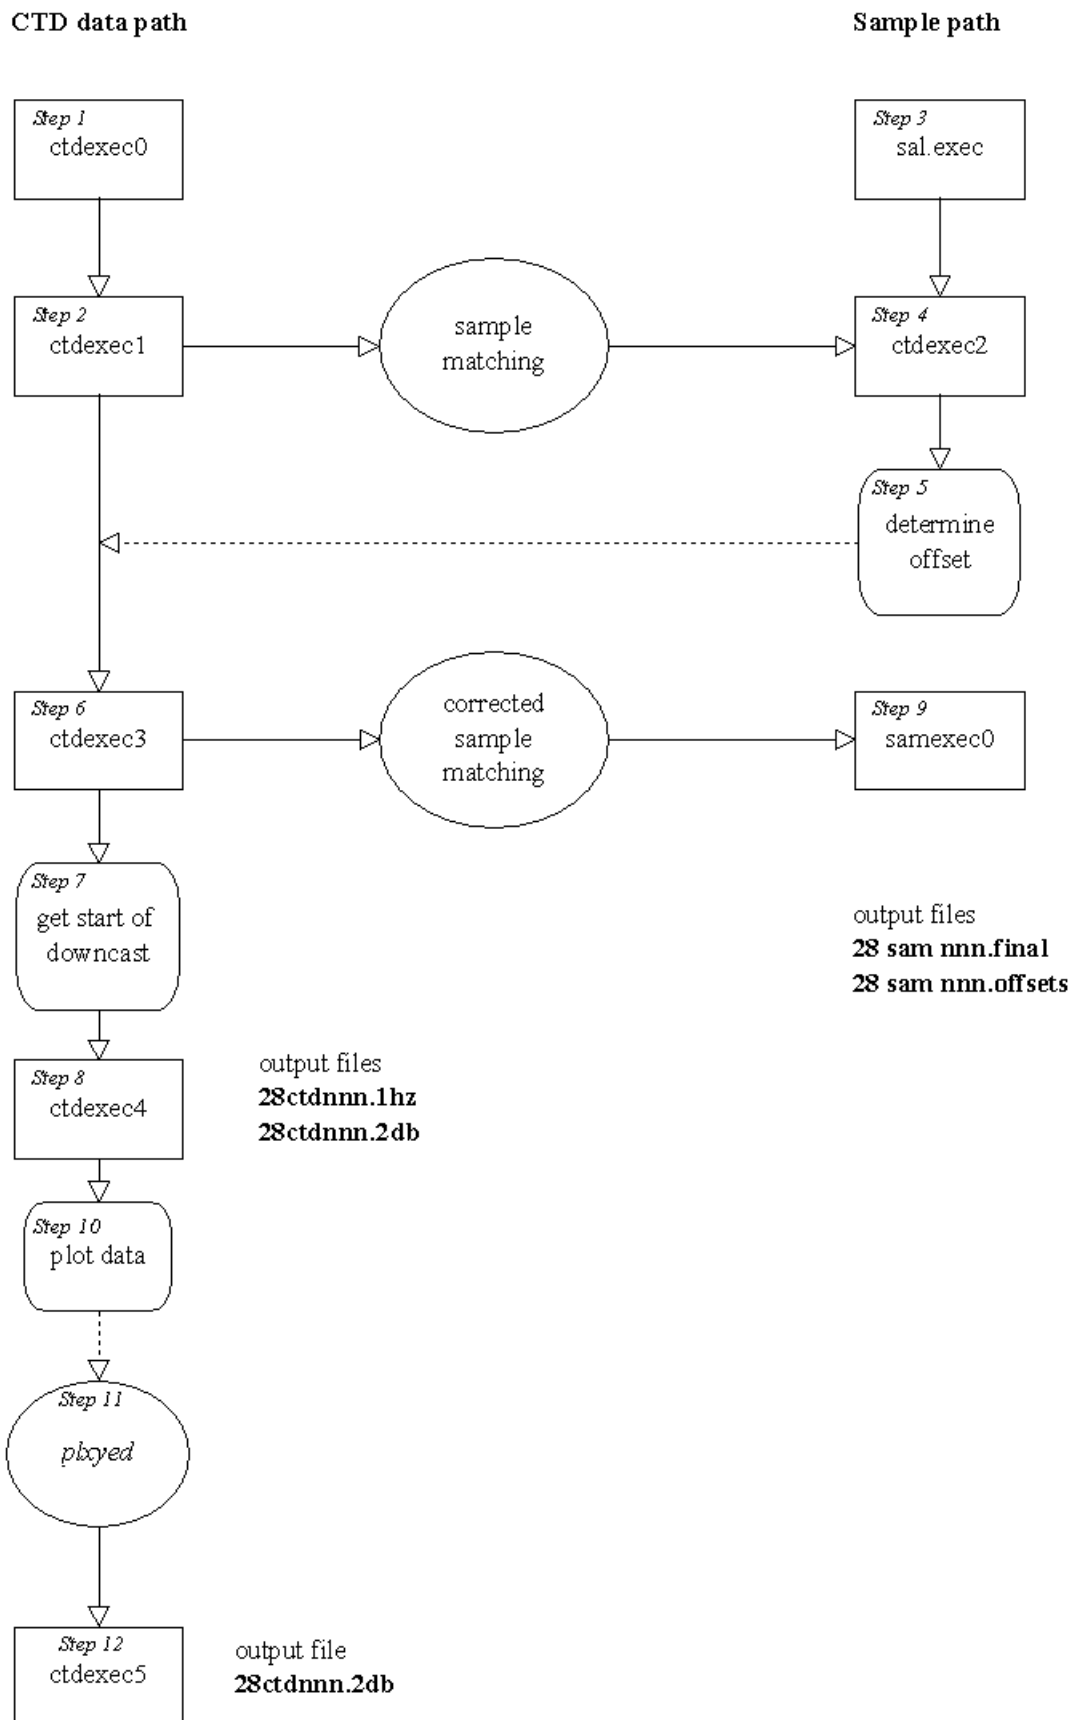 CTD data path
Sample path
Step 1
ctdexec0
Step 3
sal.exec
Step 2
ctdexec1
sample
matching
Step 4
ctdexec2
Step 5
determine
offset
Step 6
ctdexec3
corrected
sample
matching
Step 9
samexec0
Step 7
get start of
downcast
output files
28 sam nnn.final
28 sam nnn.offsets
Step 8
ctdexec4
output files
28ctdnnn.1hz
28ctdnnn.2db
Step 10
plot data
Step 11
plxyed
Step 12
ctdexec5
output file
28ctdnnn.2db